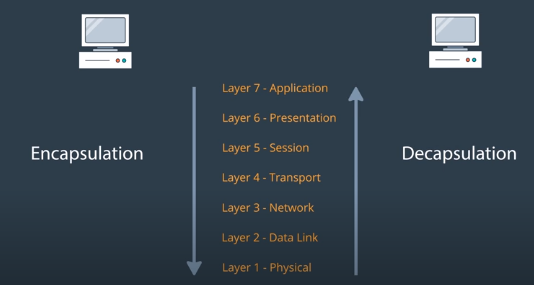 Layer 7 - Application
Layer 6 - Presentation
Encapsulation
Layer 5 - Session
Decapsulation
Layer 4 - Transport
Layer 3 - Network
Layer 2 - Data Link
Layer 1 - Physical